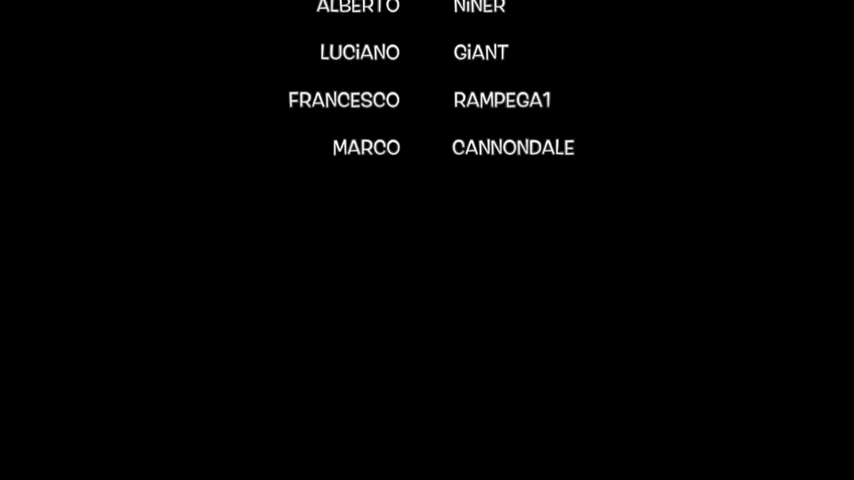 ALBERTO NiNER
LUCiANO GiANT
FRANCESCO RAMPEGA1
MARCO CANNONDALE